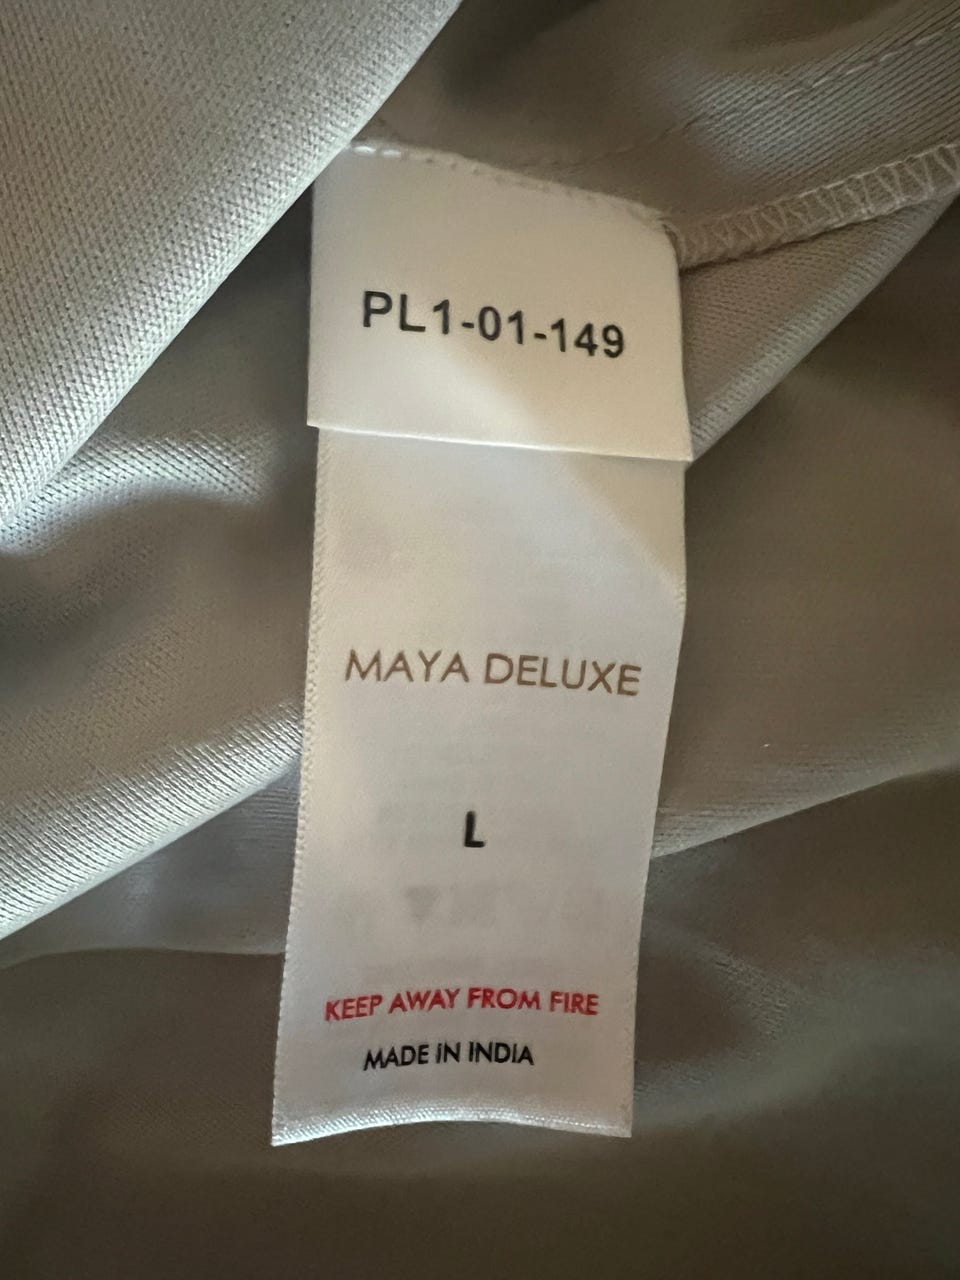 PL1-01-149
MAYA DELUXE
L
KEEP AWAY FROM FIRE
MADE IN INDIA